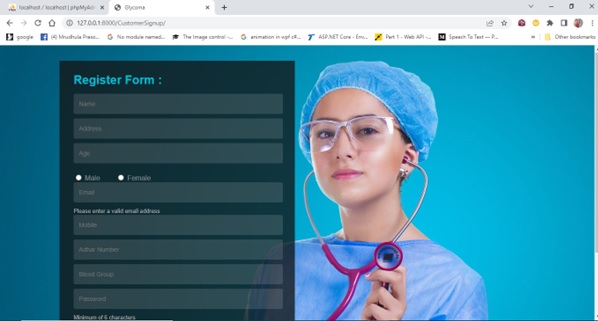 localhost / localhost | phpMyAd
Glycoma
127.0.0.1:8000/CustomerSignup/
google
(4) Mrudhula Preso...
No module named...
The Image control -...
animation in wpf c#...
ASP.NET Core - Env...
Part 1 - Web API -...
Speech To Text — P...
Other bookmarks
Register Form :
Name
Address
Age
Male Female
Email
Please enter a valid email address
Mobile
Adhar Number
Blood Group
Password
Minimum of 6 characters